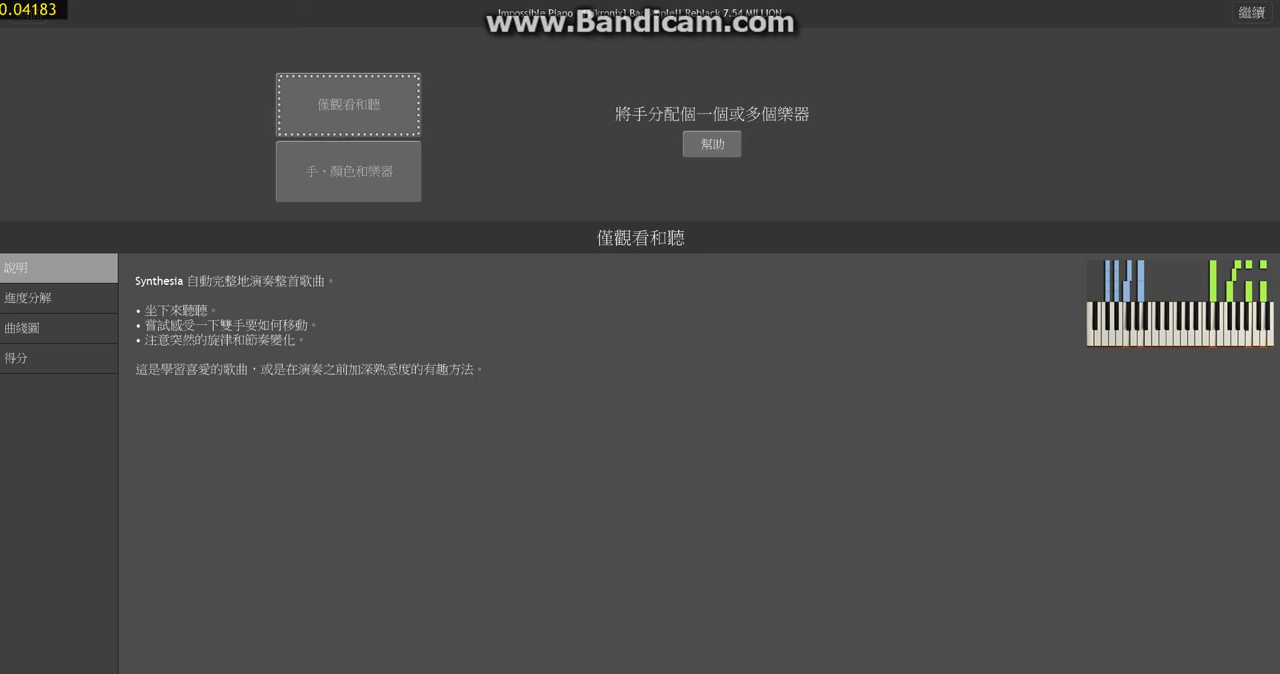 0.04183
www.Bandicam.com
Impossible Piano
Reblack 7.54 MILLION
繼續
僅觀看和聽
手、顏色和樂器
將手分配個一個或多個樂器
幫助
僅觀看和聽
說明
進度分解
曲綫圖
得分
Synthesia 自動完整地演奏整首歌曲。
• 坐下來聽聽。
• 嘗試感受一下雙手要如何移動。
• 注意突然的旋律和節奏變化。
這是學習喜愛的歌曲，或是在演奏之前加深熟悉度的有趣方法。